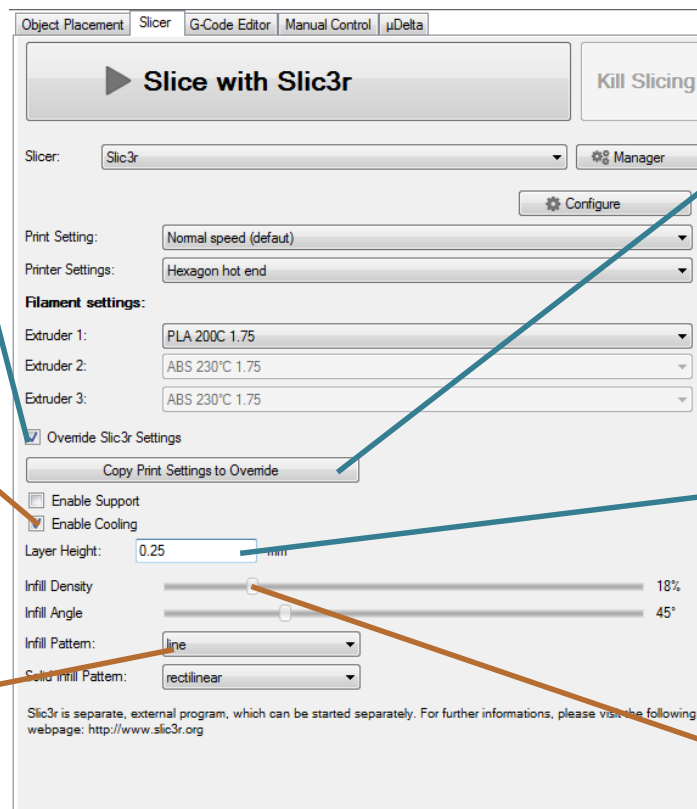 Object Placement Slicer G-Code Editor Manual Control µDelta
Slice with Slic3r Kill Slicing
Slicer: Slic3r Manager
Configure
Print Setting: Normal speed (defaut)
Printer Settings: Hexagon hot end
Filament settings:
Extruder 1: PLA 200C 1.75
Extruder 2: ABS 230°C 1.75
Extruder 3: ABS 230°C 1.75
Override Slic3r Settings
Copy Print Settings to Override
Enable Support
Enable Cooling
Layer Height: 0.25 mm
Infill Density 18%
Infill Angle 45°
Infill Pattern: line
Solid Infill Pattern: rectilinear
Slic3r is separate, external program, which can be started separately. For further informations, please visit the following
webpage: http://www.slic3r.org